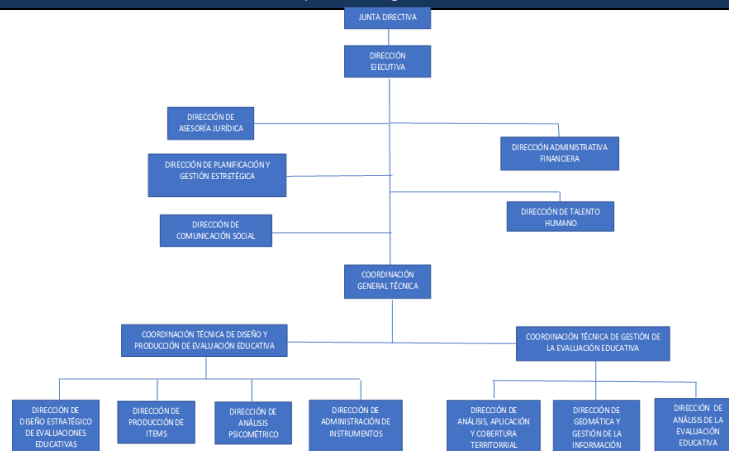 JUNTA DIRECTIVA
DIRECCIÓN
EJECUTIVA
DIRECCIÓN DE
ASESORÍA JURÍDICA
DIRECCIÓN ADMINISTRATIVA
FINANCIERA
DIRECCIÓN DE PLANIFICACIÓN Y
GESTIÓN ESTRETÉGICA
DIRECCIÓN DE TALENTO
HUMANO
DIRECCIÓN DE
COMUNICACIÓN SOCIAL
COORDINACIÓN
GENERAL TÉCNICA
COORDINACIÓN TÉCNICA DE DISEÑO Y
PRODUCCIÓN DE EVALUACIÓN EDUCATIVA
COORDINACIÓN TÉCNICA DE GESTIÓN DE
LA EVALUACIÓN EDUCATIVA
DIRECCIÓN DE
DISEÑO ESTRATÉGICO
DE EVALUACIONES
EDUCATIVAS
DIRECCIÓN DE
PRODUCCIÓN DE
ITEMS
DIRECCIÓN DE
ANÁLISIS
PSICOMÉTRICO
DIRECCIÓN DE
ADMINISTRACIÓN DE
INSTRUMENTOS
DIRECCIÓN DE
ANÁLISIS, APLICACIÓN
Y COBERTURA
TERRITORRIAL
DIRECCIÓN DE
GEOMÁTICA Y
GESTIÓN DE LA
INFORMACIÓN
DIRECCIÓN DE
ANÁLISIS DE LA
EVALUACIÓN
EDUCATIVA